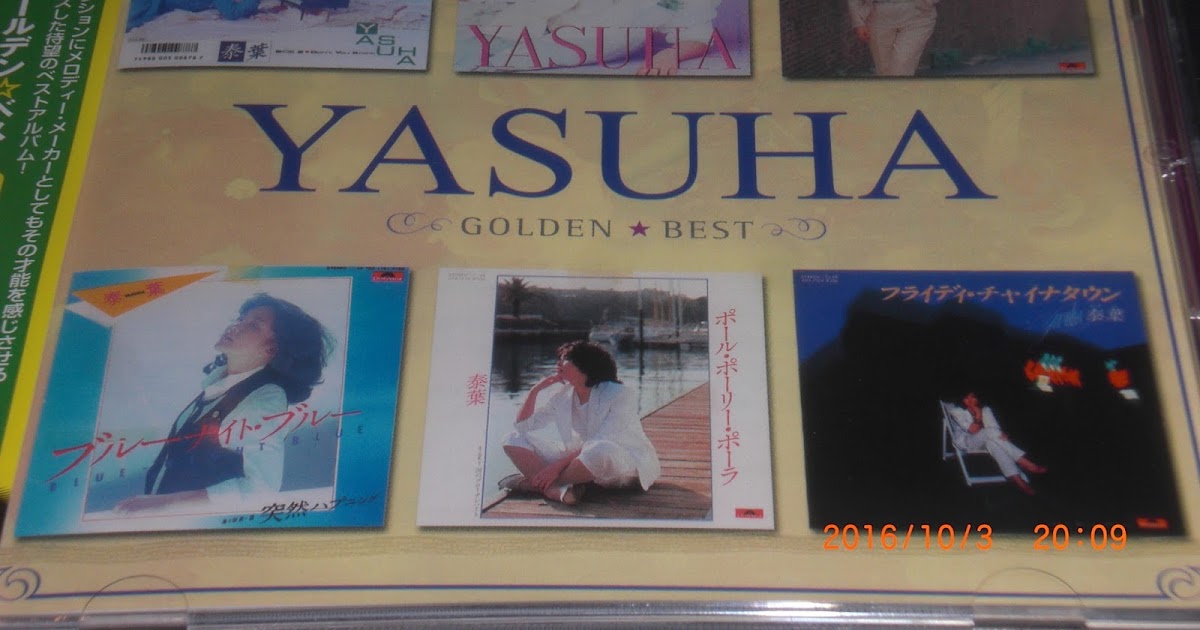 ールデン☆ベス
ションにメロディー・メーカーとしてもその才能を感じさせる
スした待望のベストアルバム!
泰葉
YASUHA
YASUHA
YASUHA
GOLDEN ★ BEST
泰葉
ブルーナイト・ブルー
BLUE NIGHT BLUE
突然ハプニング
ポール・ポーリー・ポーラ
泰葉
フライディ・チャイナタウン
泰葉
2016/10/3 20:09